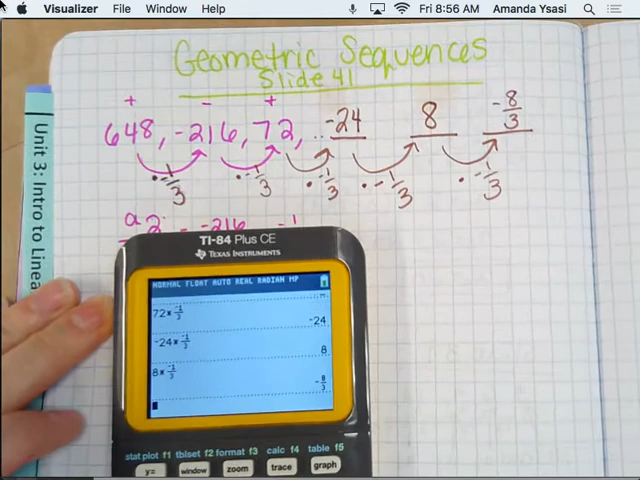 Visualizer File Window Help Fri 8:56 AM Amanda Ysasi
Geometric Sequences
Slide 41
+ - +
648, -216, 72, ... -24 8 -8/3
• -1/3 • -1/3 • -1/3 • -1/3 • -1/3
a2 = -216 -1
Unit 3: Intro to Linea
TI-84 Plus CE
TEXAS INSTRUMENTS
NORMAL FLOAT AUTO REAL RADIAN MP
72*-1/3
-24
-24*-1/3
8
8*-1/3
-8/3
stat plot f1 tblset f2 format f3 calc f4 table f5
y= window zoom trace graph